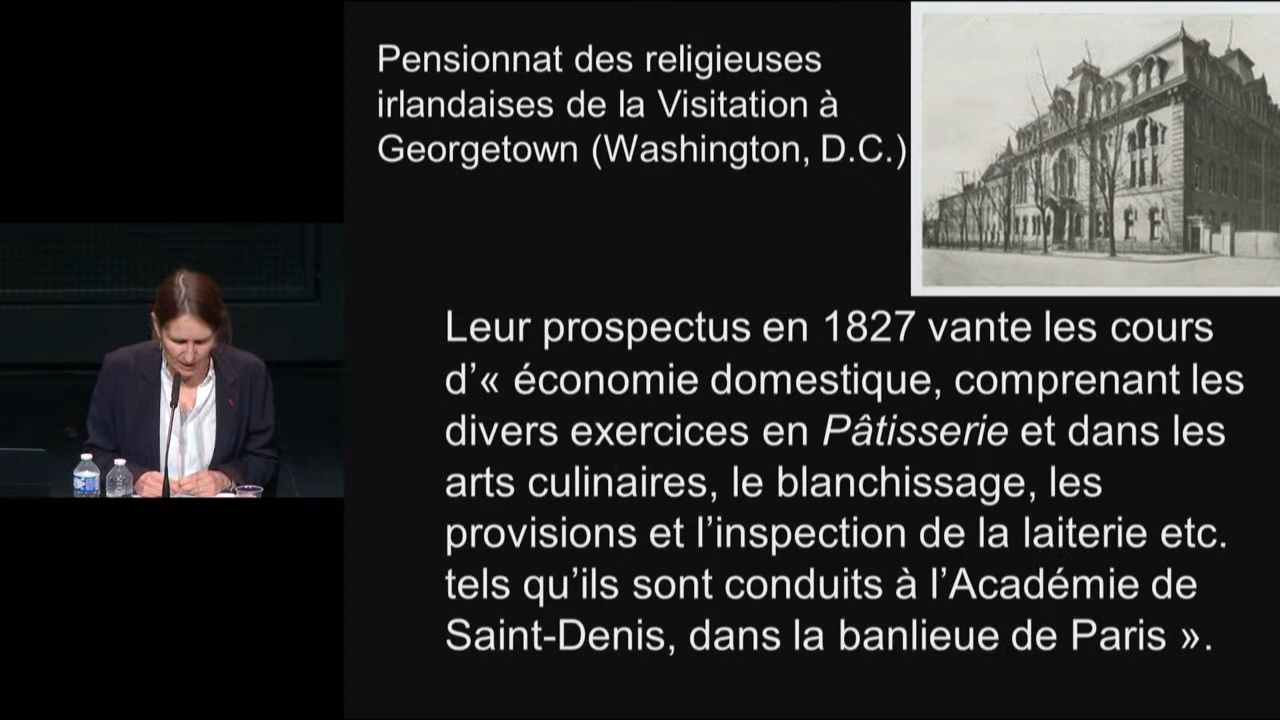 Pensionnat des religieuses
irlandaises de la Visitation à
Georgetown (Washington, D.C.)
Leur prospectus en 1827 vante les cours
d’« économie domestique, comprenant les
divers exercices en Pâtisserie et dans les
arts culinaires, le blanchissage, les
provisions et l’inspection de la laiterie etc.
tels qu’ils sont conduits à l’Académie de
Saint-Denis, dans la banlieue de Paris ».